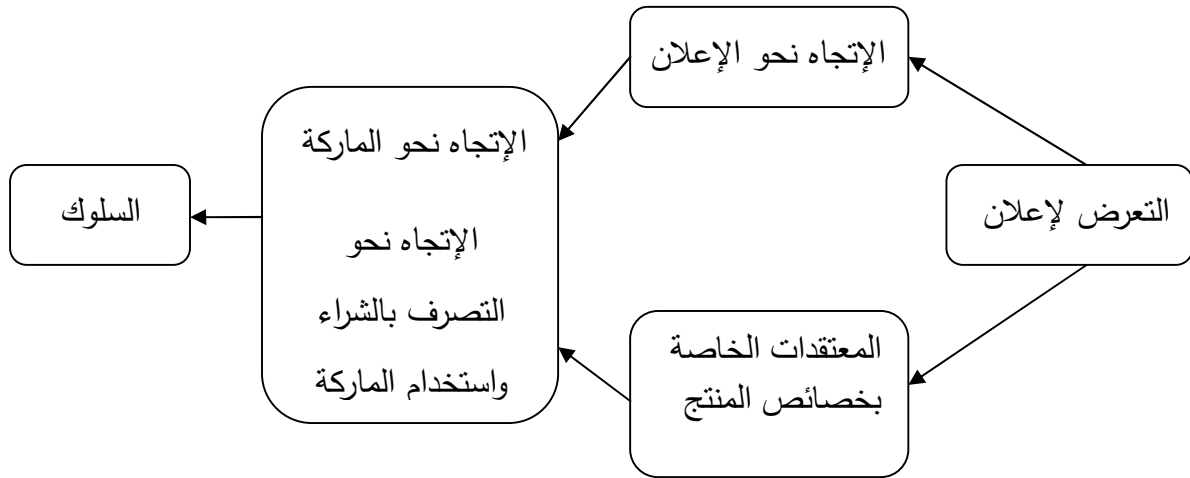 التعرض لإعلان
الإتجاه نحو الإعلان
المعتقدات الخاصة
بخصائص المنتج
الإتجاه نحو الماركة
الإتجاه نحو
التصرف بالشراء
واستخدام الماركة
السلوك